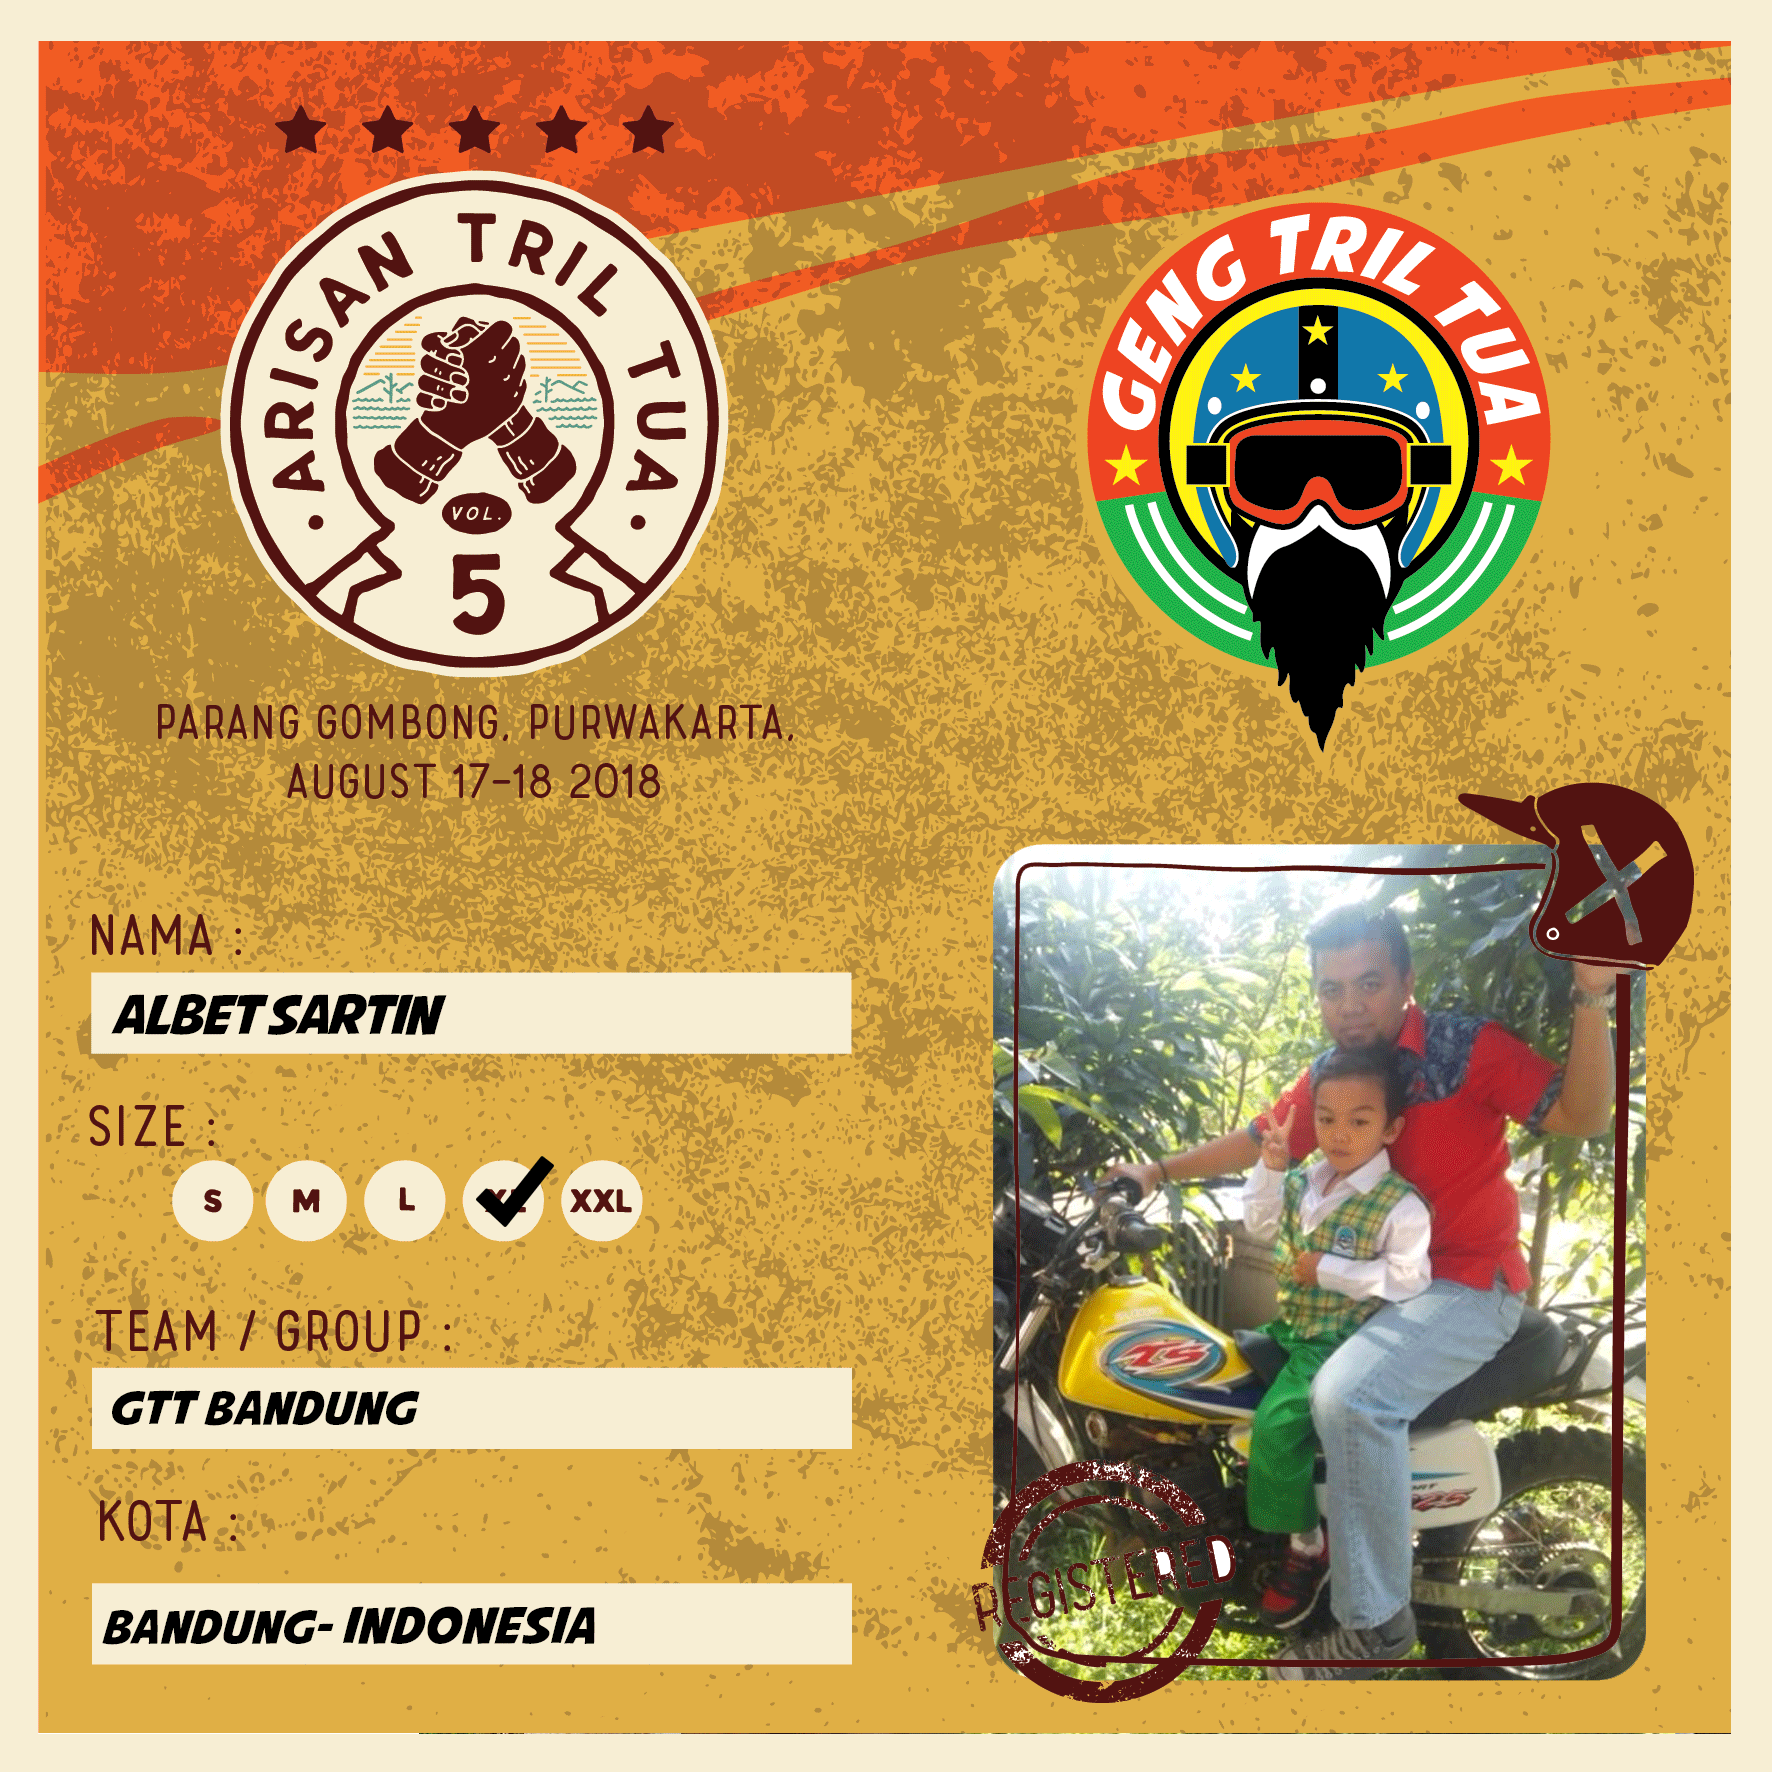 ARISAN TRIL TUA
VOL.
5
PARANG GOMBONG, PURWAKARTA,
AUGUST 17-18 2018
GENG TRIL TUA
NAMA :
ALBET SARTIN
SIZE :
S M L XL XXL
TEAM / GROUP :
GTT BANDUNG
KOTA :
BANDUNG- INDONESIA
REGISTERED